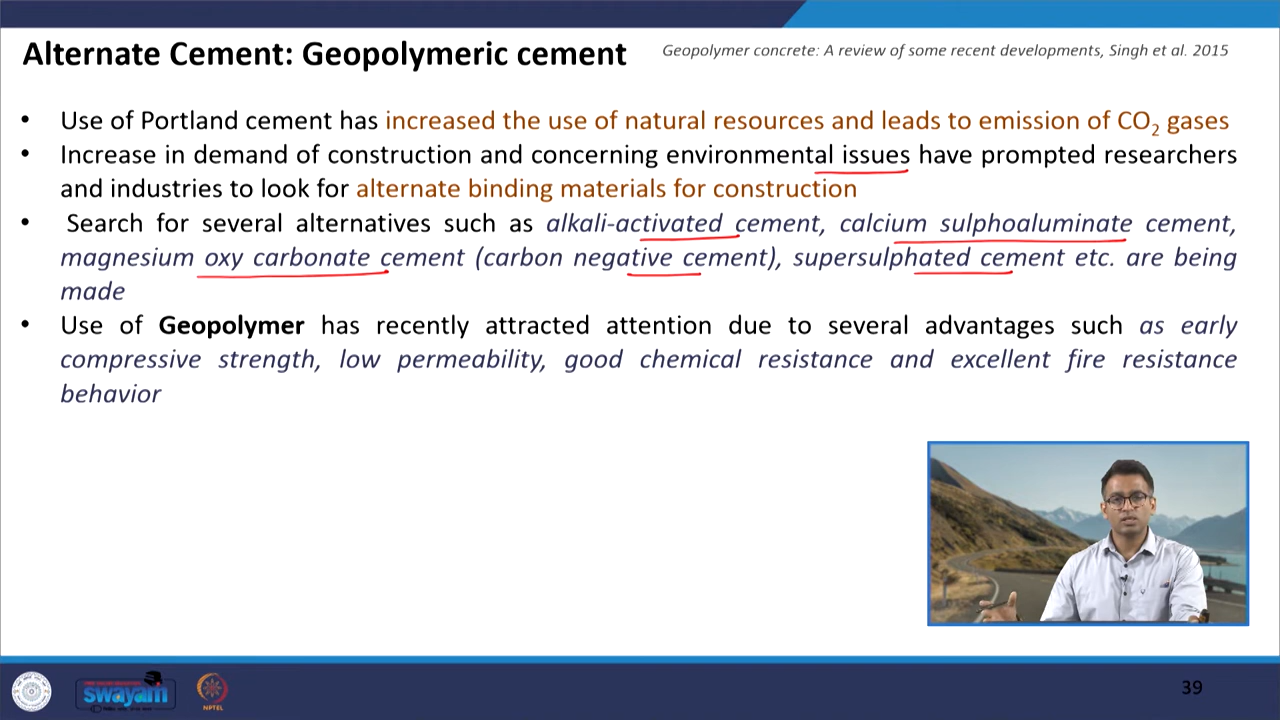 Alternate Cement: Geopolymeric cement
Geopolymer concrete: A review of some recent developments, Singh et al. 2015
• Use of Portland cement has increased the use of natural resources and leads to emission of CO₂ gases
• Increase in demand of construction and concerning environmental issues have prompted researchers
and industries to look for alternate binding materials for construction
• Search for several alternatives such as alkali-activated cement, calcium sulphoaluminate cement,
magnesium oxy carbonate cement (carbon negative cement), supersulphated cement etc. are being
made
• Use of Geopolymer has recently attracted attention due to several advantages such as early
compressive strength, low permeability, good chemical resistance and excellent fire resistance
behavior
swayam
NPTEL
39